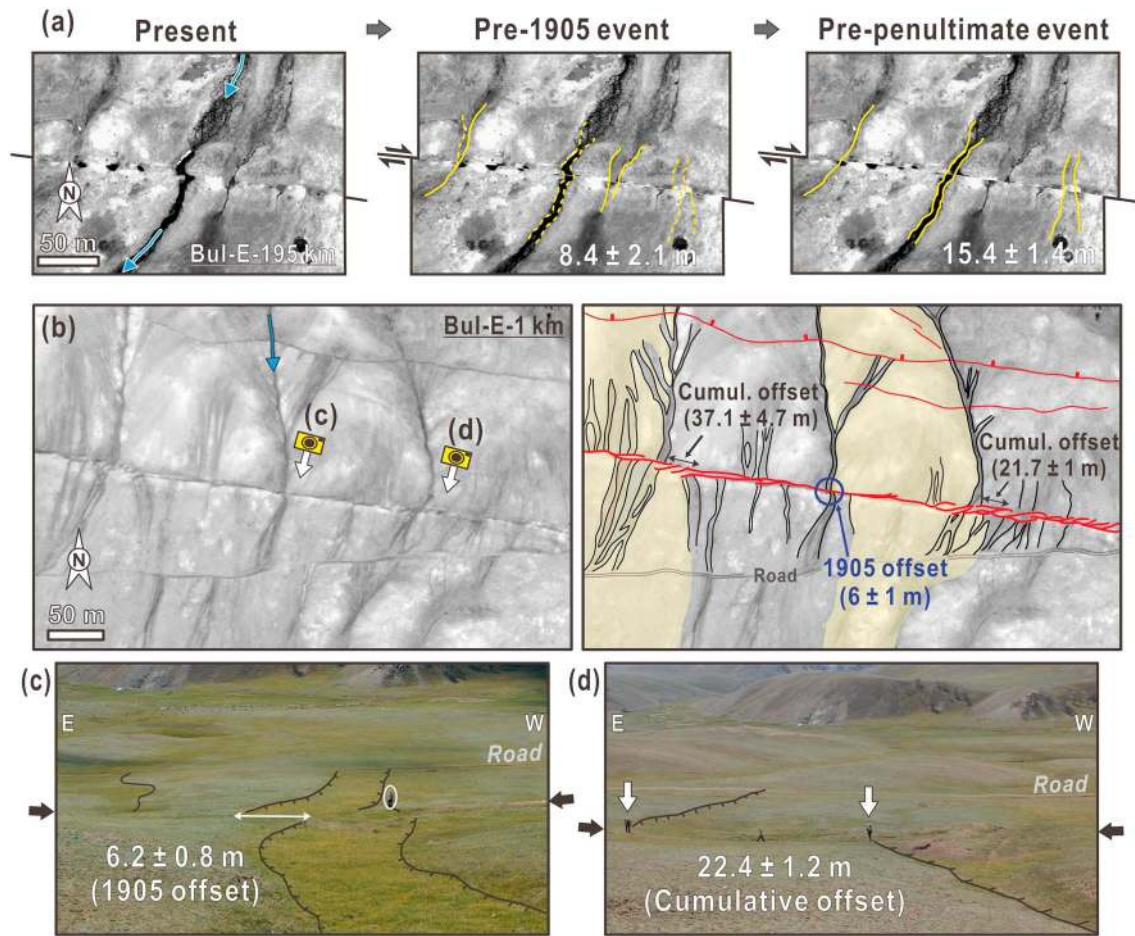 (a)
Present
Pre-1905 event
Pre-penultimate event
N
50 m
Bul-E-195 km
8.4 ± 2.1 m
15.4 ± 1.4 m
(b)
Bul-E-1 km
(c)
(d)
N
50 m
Cumul. offset
(37.1 ± 4.7 m)
Cumul. offset
(21.7 ± 1 m)
Road
1905 offset
(6 ± 1 m)
(c)
E
W
Road
6.2 ± 0.8 m
(1905 offset)
(d)
E
W
Road
22.4 ± 1.2 m
(Cumulative offset)